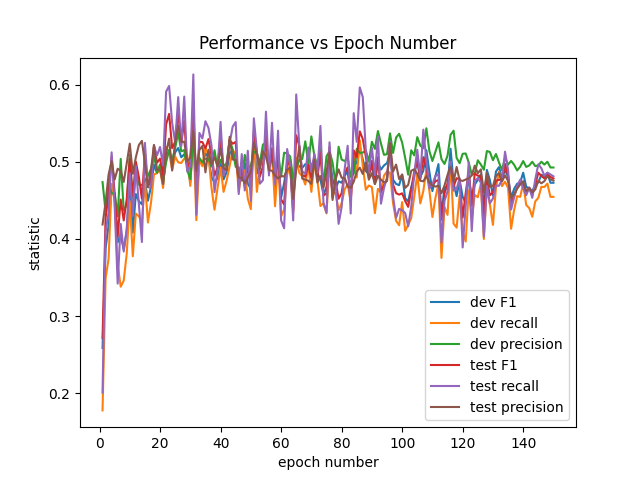 Performance vs Epoch Number
statistic
0.6
0.5
0.4
0.3
0.2
0 20 40 60 80 100 120 140
epoch number
dev F1
dev recall
dev precision
test F1
test recall
test precision